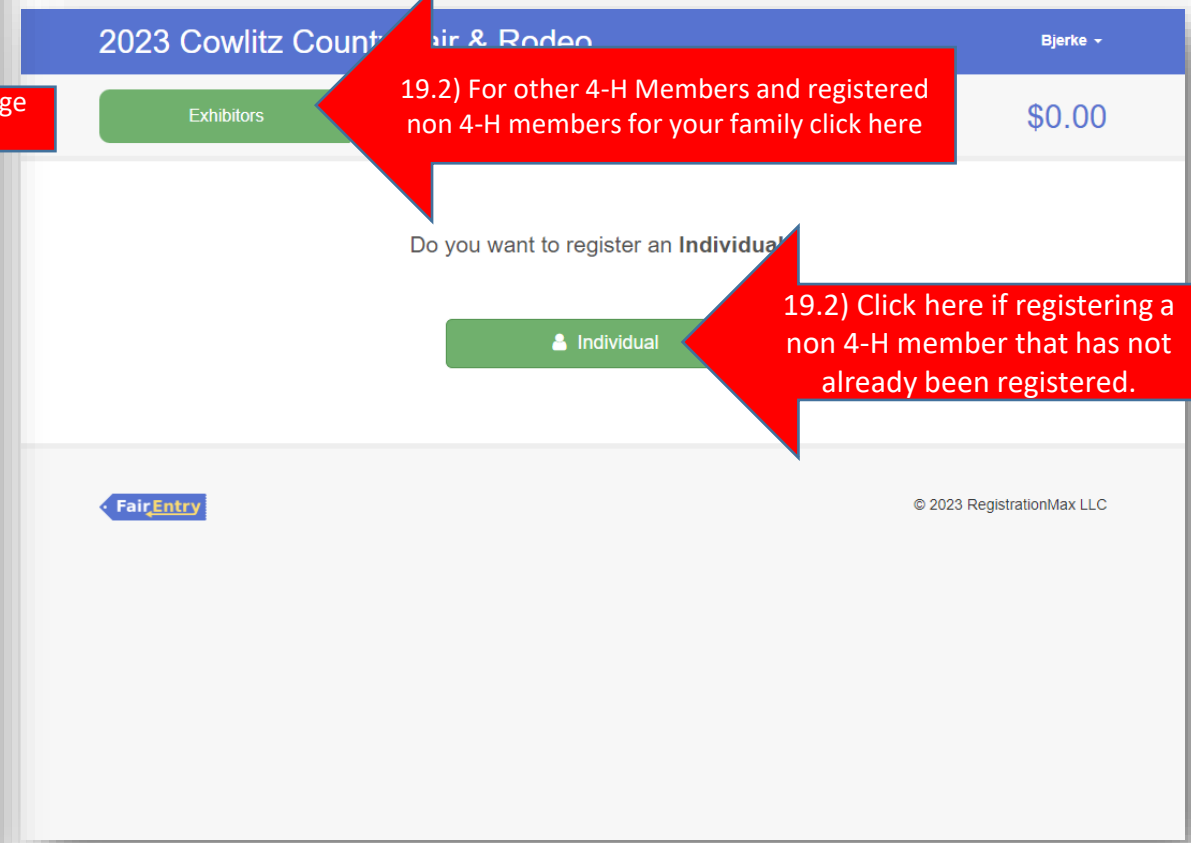 2023 Cowlitz County Fair & Rodeo
Bjerke
ge
Exhibitors
19.2) For other 4-H Members and registered
non 4-H members for your family click here
$0.00
Do you want to register an Individual
Individual
19.2) Click here if registering a
non 4-H member that has not
already been registered.
FairEntry
© 2023 RegistrationMax LLC